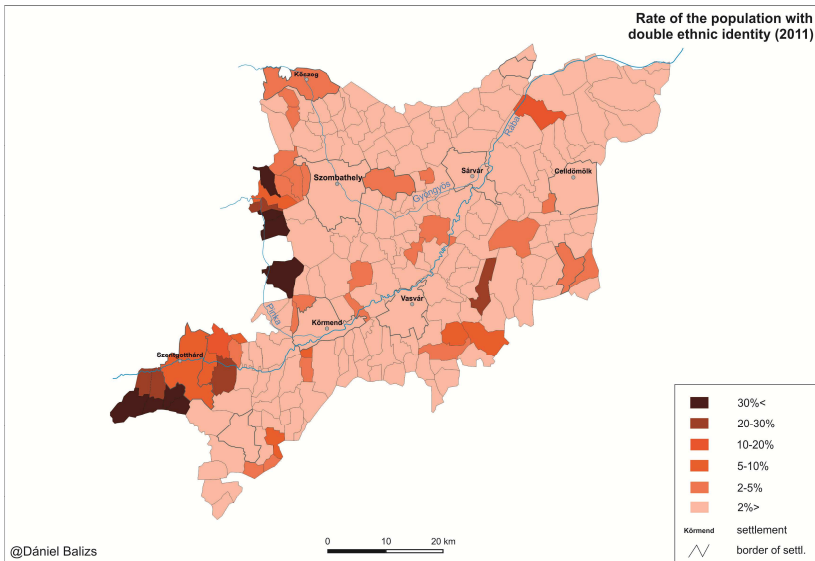 Rate of the population with
double ethnic identity (2011)
Kőszeg
Rába
Szombathely
Sárvár
Celldömölk
Gyöngyös
Pinka
Vasvár
Körmend
Szentgotthárd
30%<
20-30%
10-20%
5-10%
2-5%
2%>
Körmend settlement
border of settl.
0 10 20 km
@Dániel Balizs